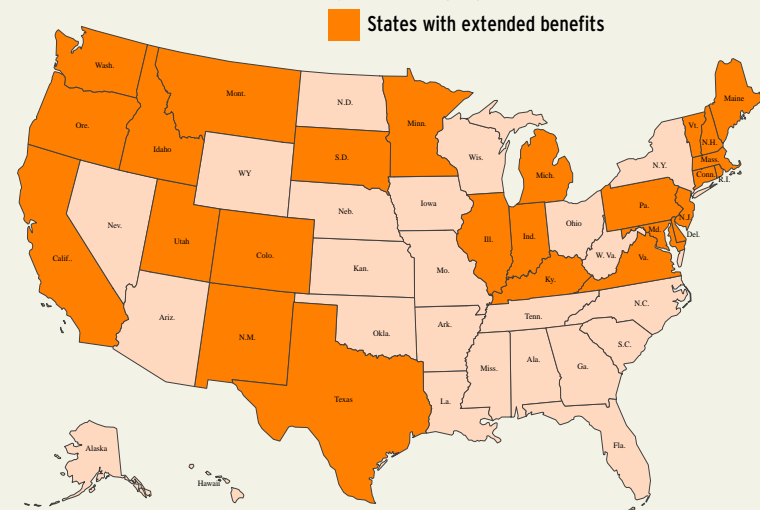 States with extended benefits
Wash.
Mont.
N.D.
Minn.
Maine
Ore.
Idaho
S.D.
Wis.
Mich.
Vt.
N.H.
N.Y.
Mass.
Conn.
R.I.
WY
Neb.
Iowa
Pa.
N.J.
Nev.
Utah
Colo.
Ill.
Ind.
Ohio
Md.
Del.
Calif..
Kan.
Mo.
W. Va.
Va.
Ky.
Ariz.
N.M.
Okla.
Ark.
Tenn.
N.C.
S.C.
Texas
La.
Miss.
Ala.
Ga.
Fla.
Alaska
Hawaii